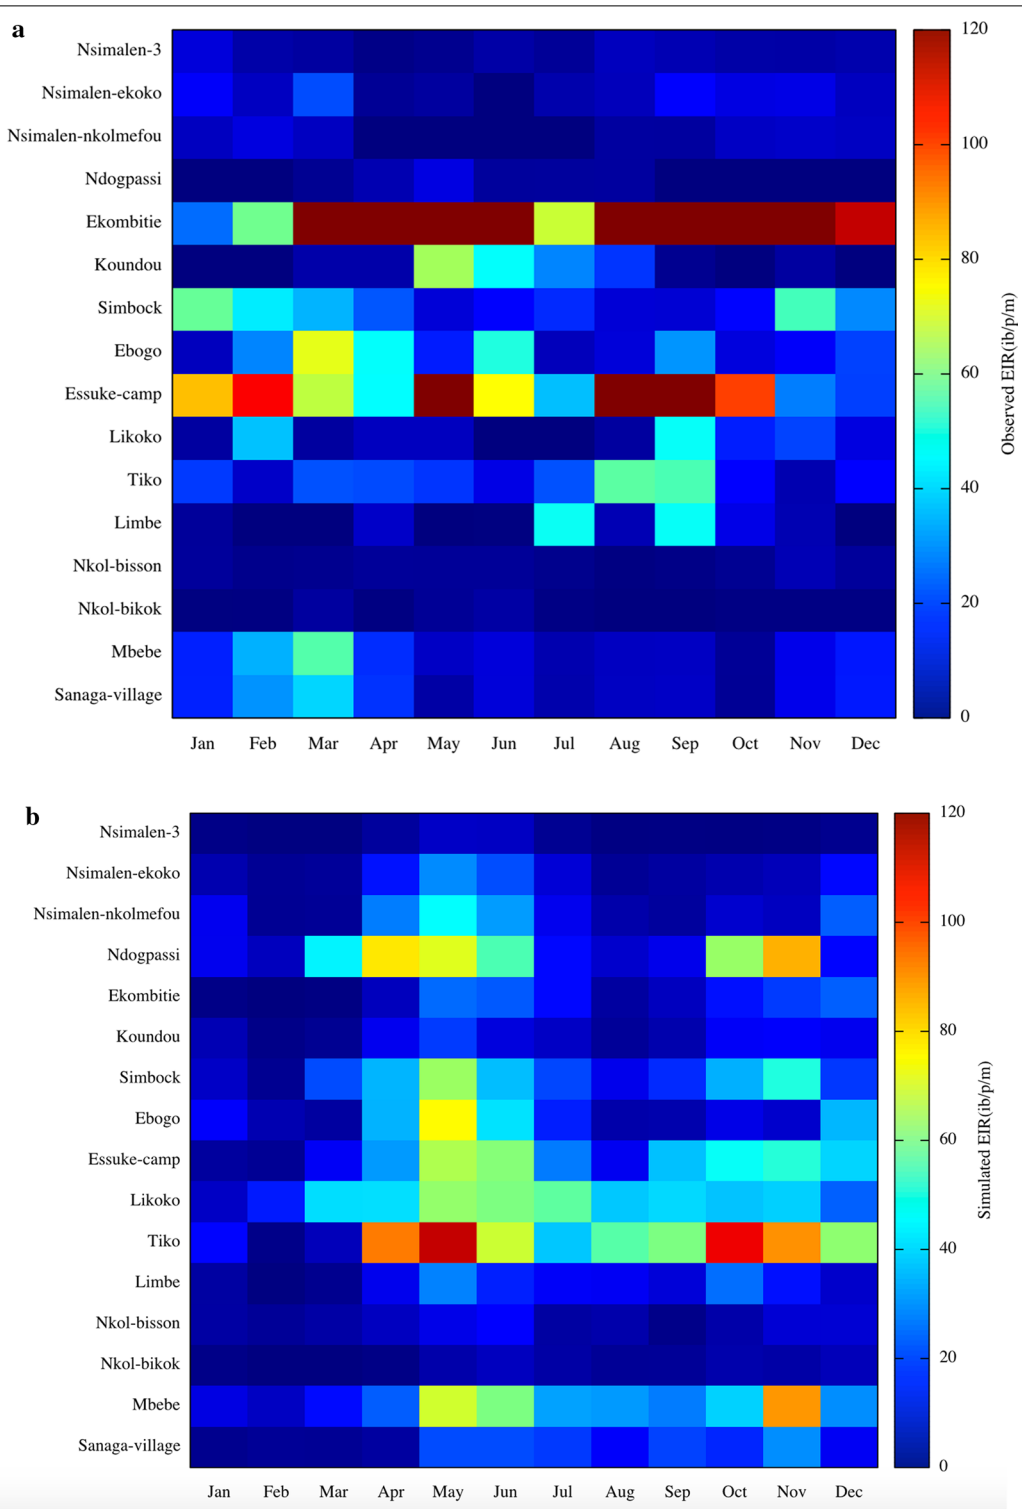 a
Nsimalen-3
Nsimalen-ekoko
Nsimalen-nkolmefou
Ndogpassi
Ekombitie
Koundou
Simbock
Ebogo
Essuke-camp
Likoko
Tiko
Limbe
Nkol-bisson
Nkol-bikok
Mbebe
Sanaga-village
Jan Feb Mar Apr May Jun Jul Aug Sep Oct Nov Dec
120
100
80
60
40
20
0
Observed EIR(ib/p/m)
b
Nsimalen-3
Nsimalen-ekoko
Nsimalen-nkolmefou
Ndogpassi
Ekombitie
Koundou
Simbock
Ebogo
Essuke-camp
Likoko
Tiko
Limbe
Nkol-bisson
Nkol-bikok
Mbebe
Sanaga-village
Jan Feb Mar Apr May Jun Jul Aug Sep Oct Nov Dec
120
100
80
60
40
20
0
Simulated EIR(ib/p/m)